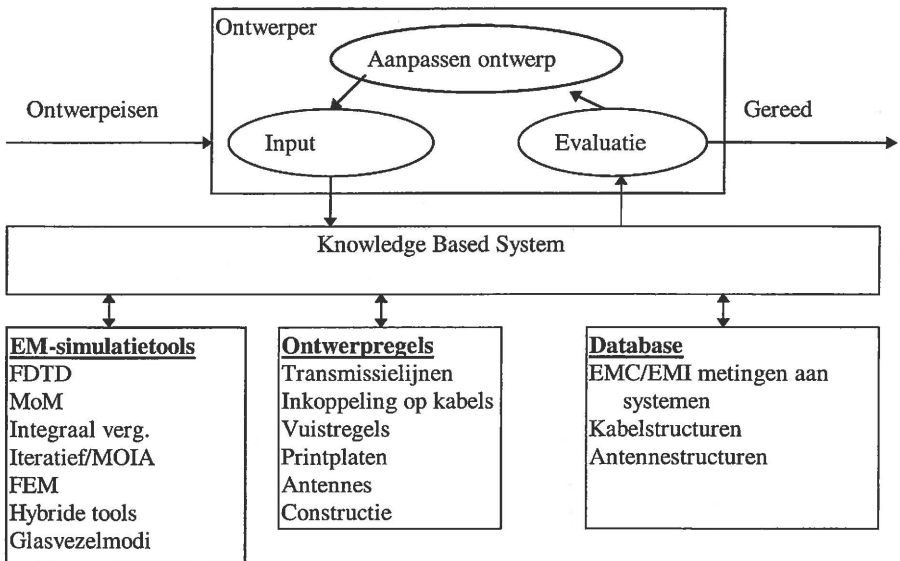 Ontwerper
Aanpassen ontwerp
Ontwerpeisen
Input
Evaluatie
Gereed
Knowledge Based System
EM-simulatietools
FDTD
MoM
Integraal verg.
Iteratief/MOIA
FEM
Hybride tools
Glasvezelmodi
Ontwerpregels
Transmissielijnen
Inkoppeling op kabels
Vuistregels
Printplaten
Antennes
Constructie
Database
EMC/EMI metingen aan
systemen
Kabelstructuren
Antennestructuren